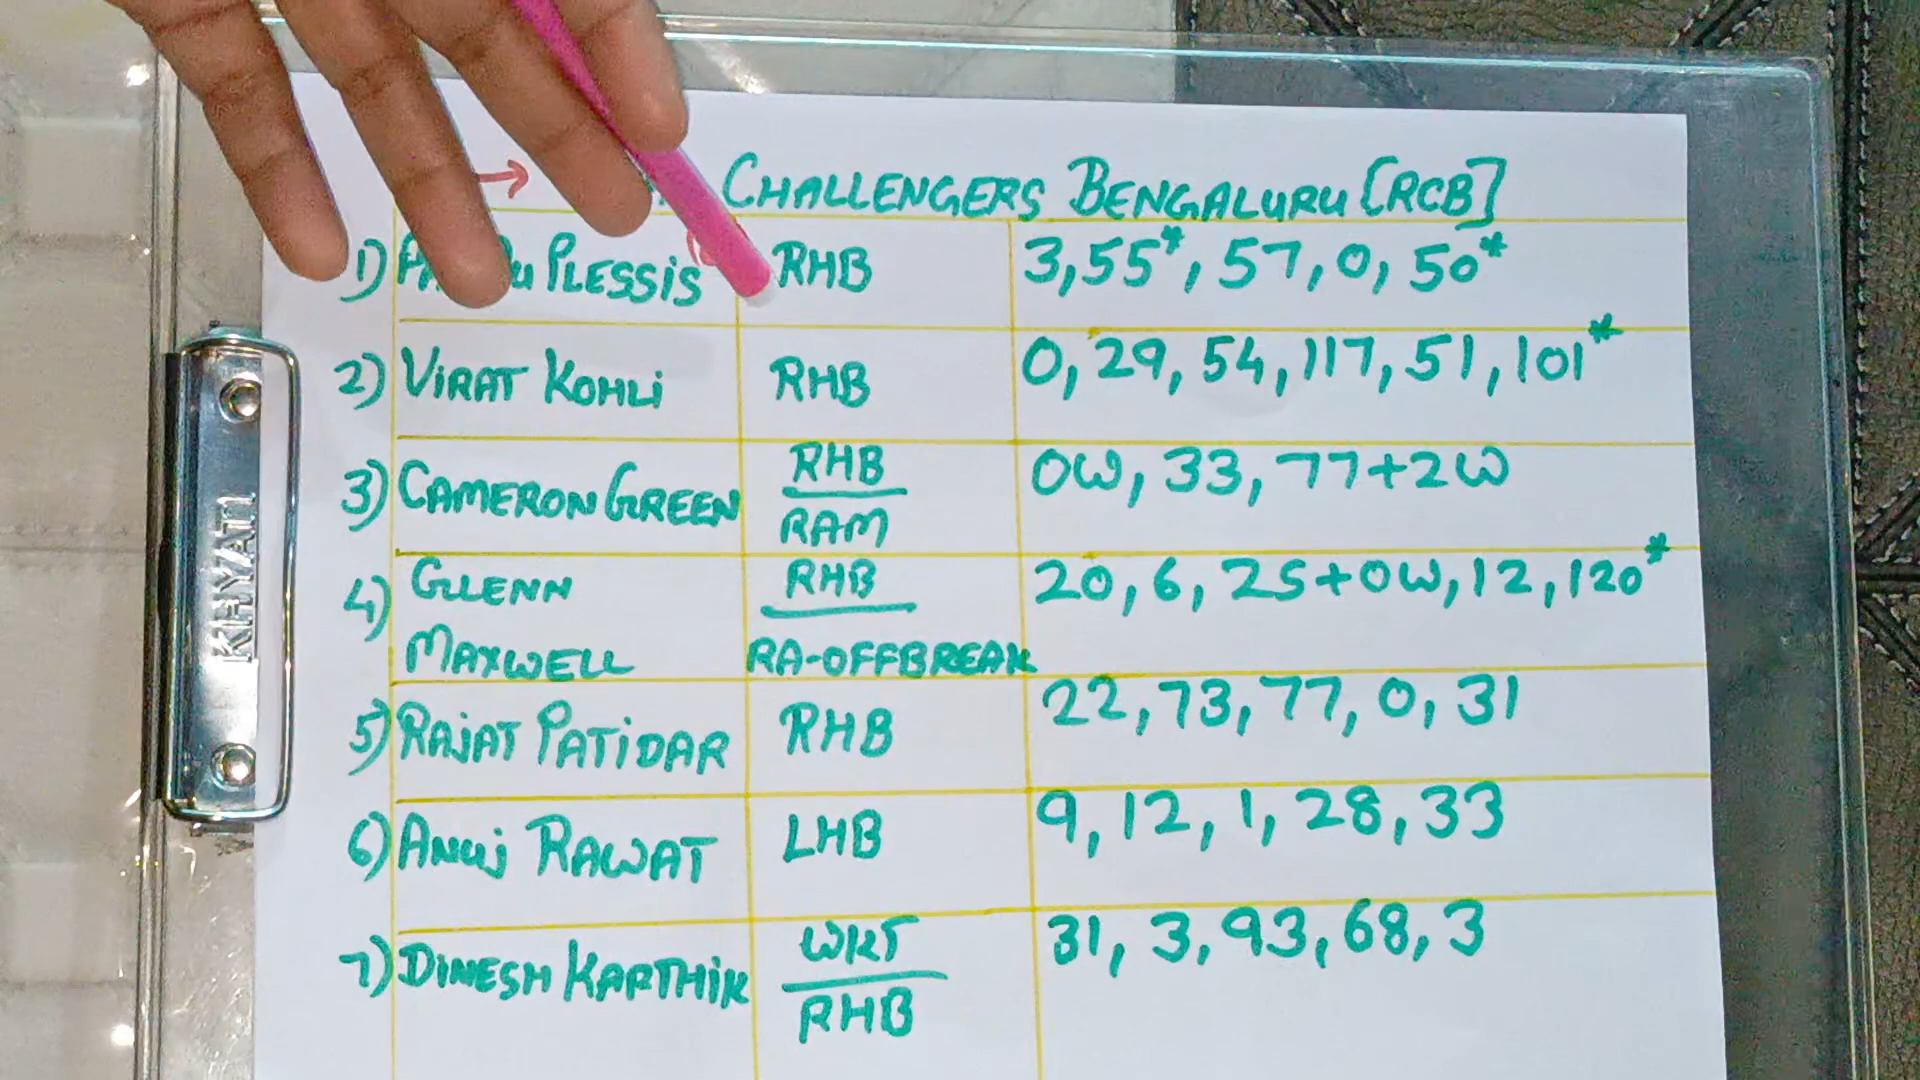 → CHALLENGERS BENGALURU [RCB]
1) DU PLESSIS RHB 3, 55*, 57, 0, 50*
2) VIRAT KOHLI RHB 0, 29, 54, 117, 51, 101*
3) CAMERON GREEN RHB 0W, 33, 77+2W
RAM
4) GLENN RHB 20, 6, 25+0W, 12, 120*
MAXWELL RA-OFFBREAK
5) RAJAT PATIDAR RHB 22, 73, 77, 0, 31
6) ANUJ RAWAT LHB 9, 12, 1, 28, 33
7) DINESH KARTHIK WKT 31, 3, 93, 68, 3
RHB
KHYATI